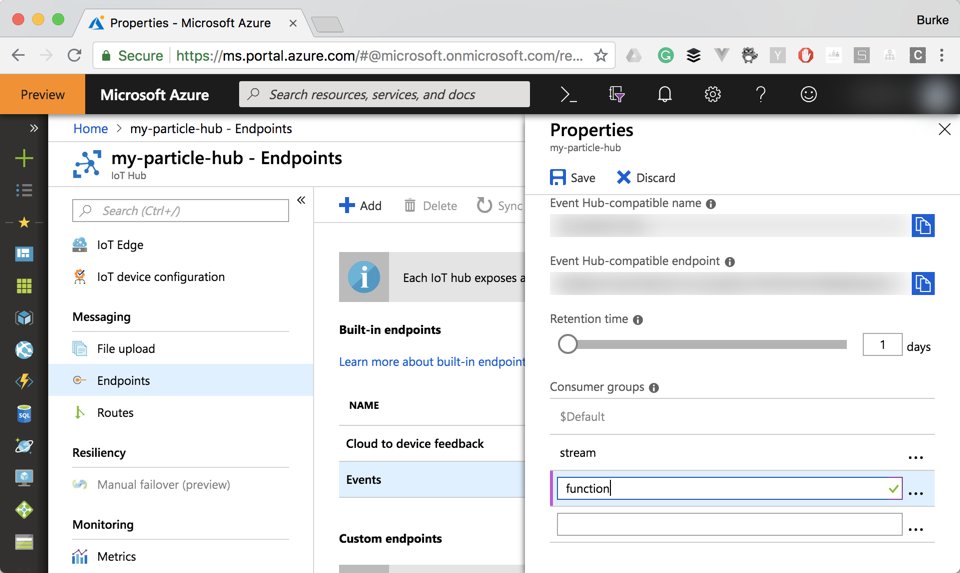 Properties - Microsoft Azure
Burke
Secure
https://ms.portal.azure.com/#@microsoft.onmicrosoft.com/re...
Preview
Microsoft Azure
Search resources, services, and docs
Home > my-particle-hub - Endpoints
my-particle-hub - Endpoints
IoT Hub
Search (Ctrl+/)
IoT Edge
IoT device configuration
Messaging
File upload
Endpoints
Routes
Resiliency
Manual failover (preview)
Monitoring
Metrics
Add
Delete
Sync
Each IoT hub exposes a
Built-in endpoints
Learn more about built-in endpoint
NAME
Cloud to device feedback
Events
Custom endpoints
Properties
my-particle-hub
Save
Discard
Event Hub-compatible name
Event Hub-compatible endpoint
Retention time
1 days
Consumer groups
$Default
stream
function